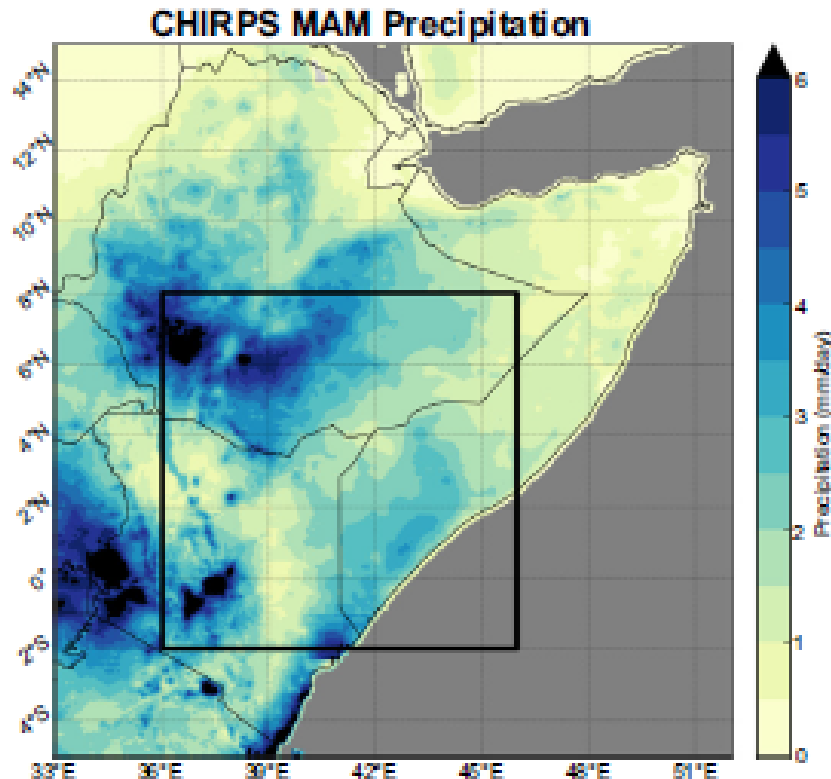 CHIRPS MAM Precipitation
14°N
12°N
10°N
8°N
6°N
4°N
2°N
0°
2°S
4°S
33°E
36°E
39°E
42°E
45°E
48°E
51°E
6
5
4
3
2
1
0
Precipitation (mm/day)